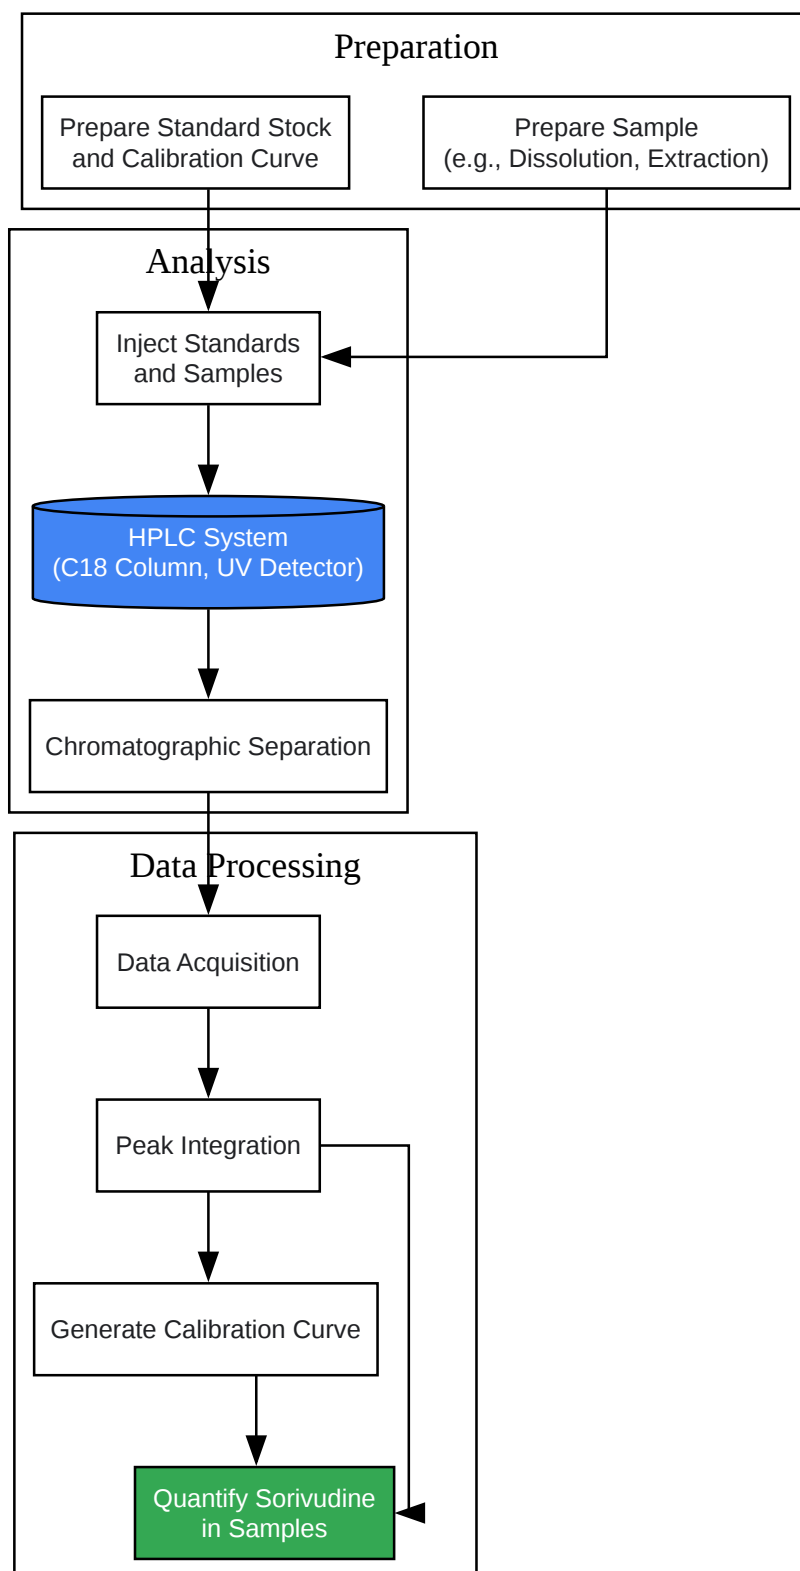 Preparation
Prepare Standard Stock
and Calibration Curve
Prepare Sample
(e.g., Dissolution, Extraction)
Analysis
Inject Standards
and Samples
HPLC System
(C18 Column, UV Detector)
Chromatographic Separation
Data Processing
Data Acquisition
Peak Integration
Generate Calibration Curve
Quantify Sorivudine
in Samples